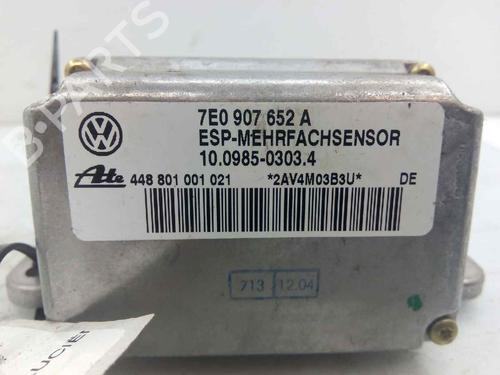 B-PARTS
7E0 907 652 A
ESP-MEHRFACHSENSOR
10.0985-0303.4
Ate 448 801 001 021 *2AV4M03B3U* DE
713 12.04